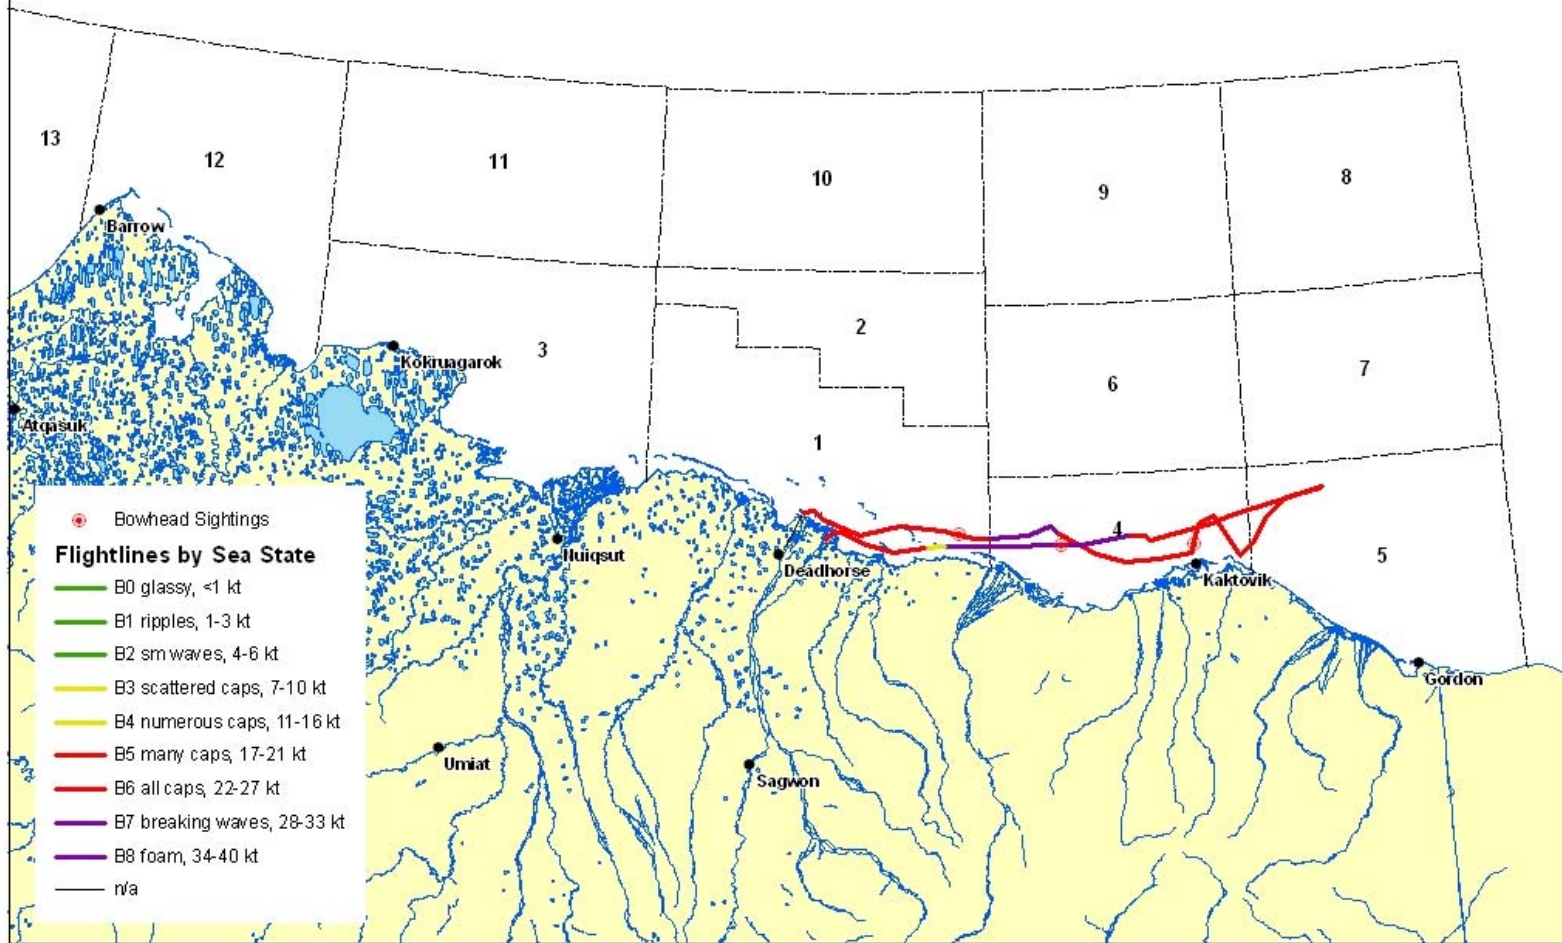 13
12
11
10
9
8
Barrow
3
2
Kokruagarok
6
7
Atqasuk
1
4
5
Nuiqsut
Deadhorse
Kaktovik
Gordon
Umiat
Sagwon
Bowhead Sightings
Flightlines by Sea State
B0 glassy, <1 kt
B1 ripples, 1-3 kt
B2 sm waves, 4-6 kt
B3 scattered caps, 7-10 kt
B4 numerous caps, 11-16 kt
B5 many caps, 17-21 kt
B6 all caps, 22-27 kt
B7 breaking waves, 28-33 kt
B8 foam, 34-40 kt
n/a